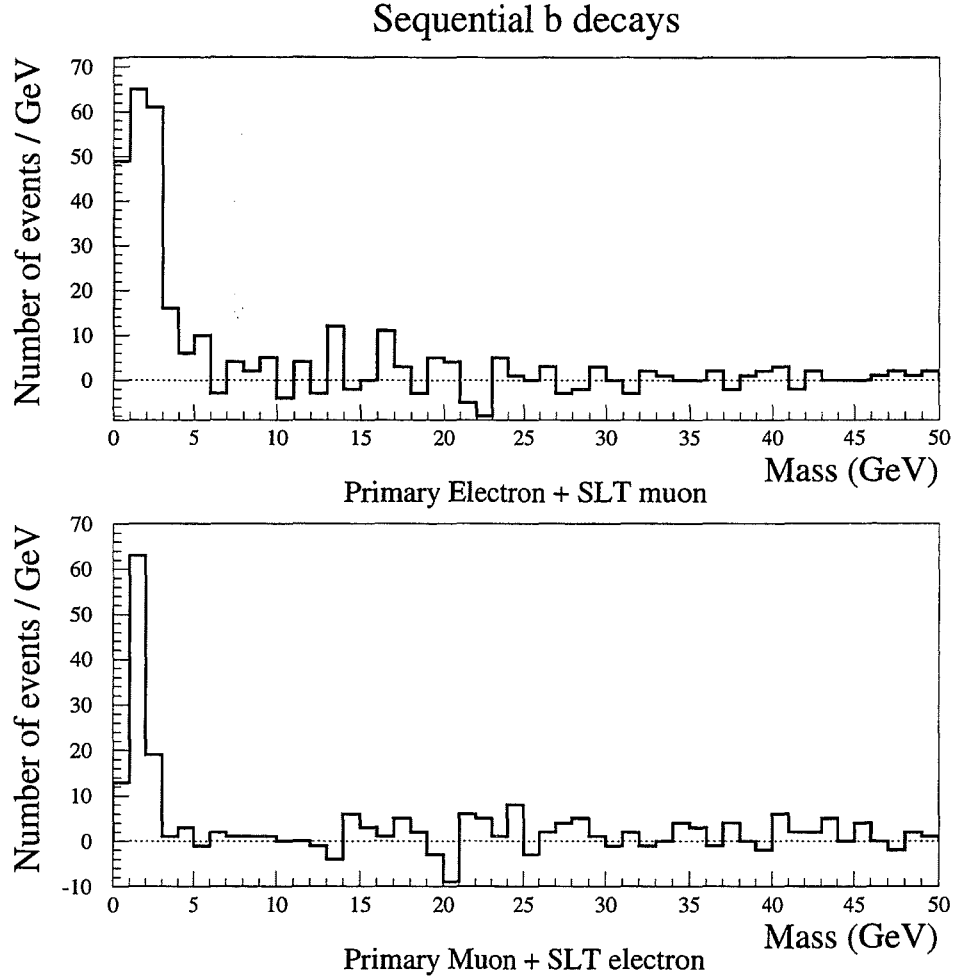 Sequential b decays
Number of events / GeV
70
60
50
40
30
20
10
0
0 5 10 15 20 25 30 35 40 45 50
Mass (GeV)
Primary Electron + SLT muon
Number of events / GeV
70
60
50
40
30
20
10
0
-10
0 5 10 15 20 25 30 35 40 45 50
Mass (GeV)
Primary Muon + SLT electron